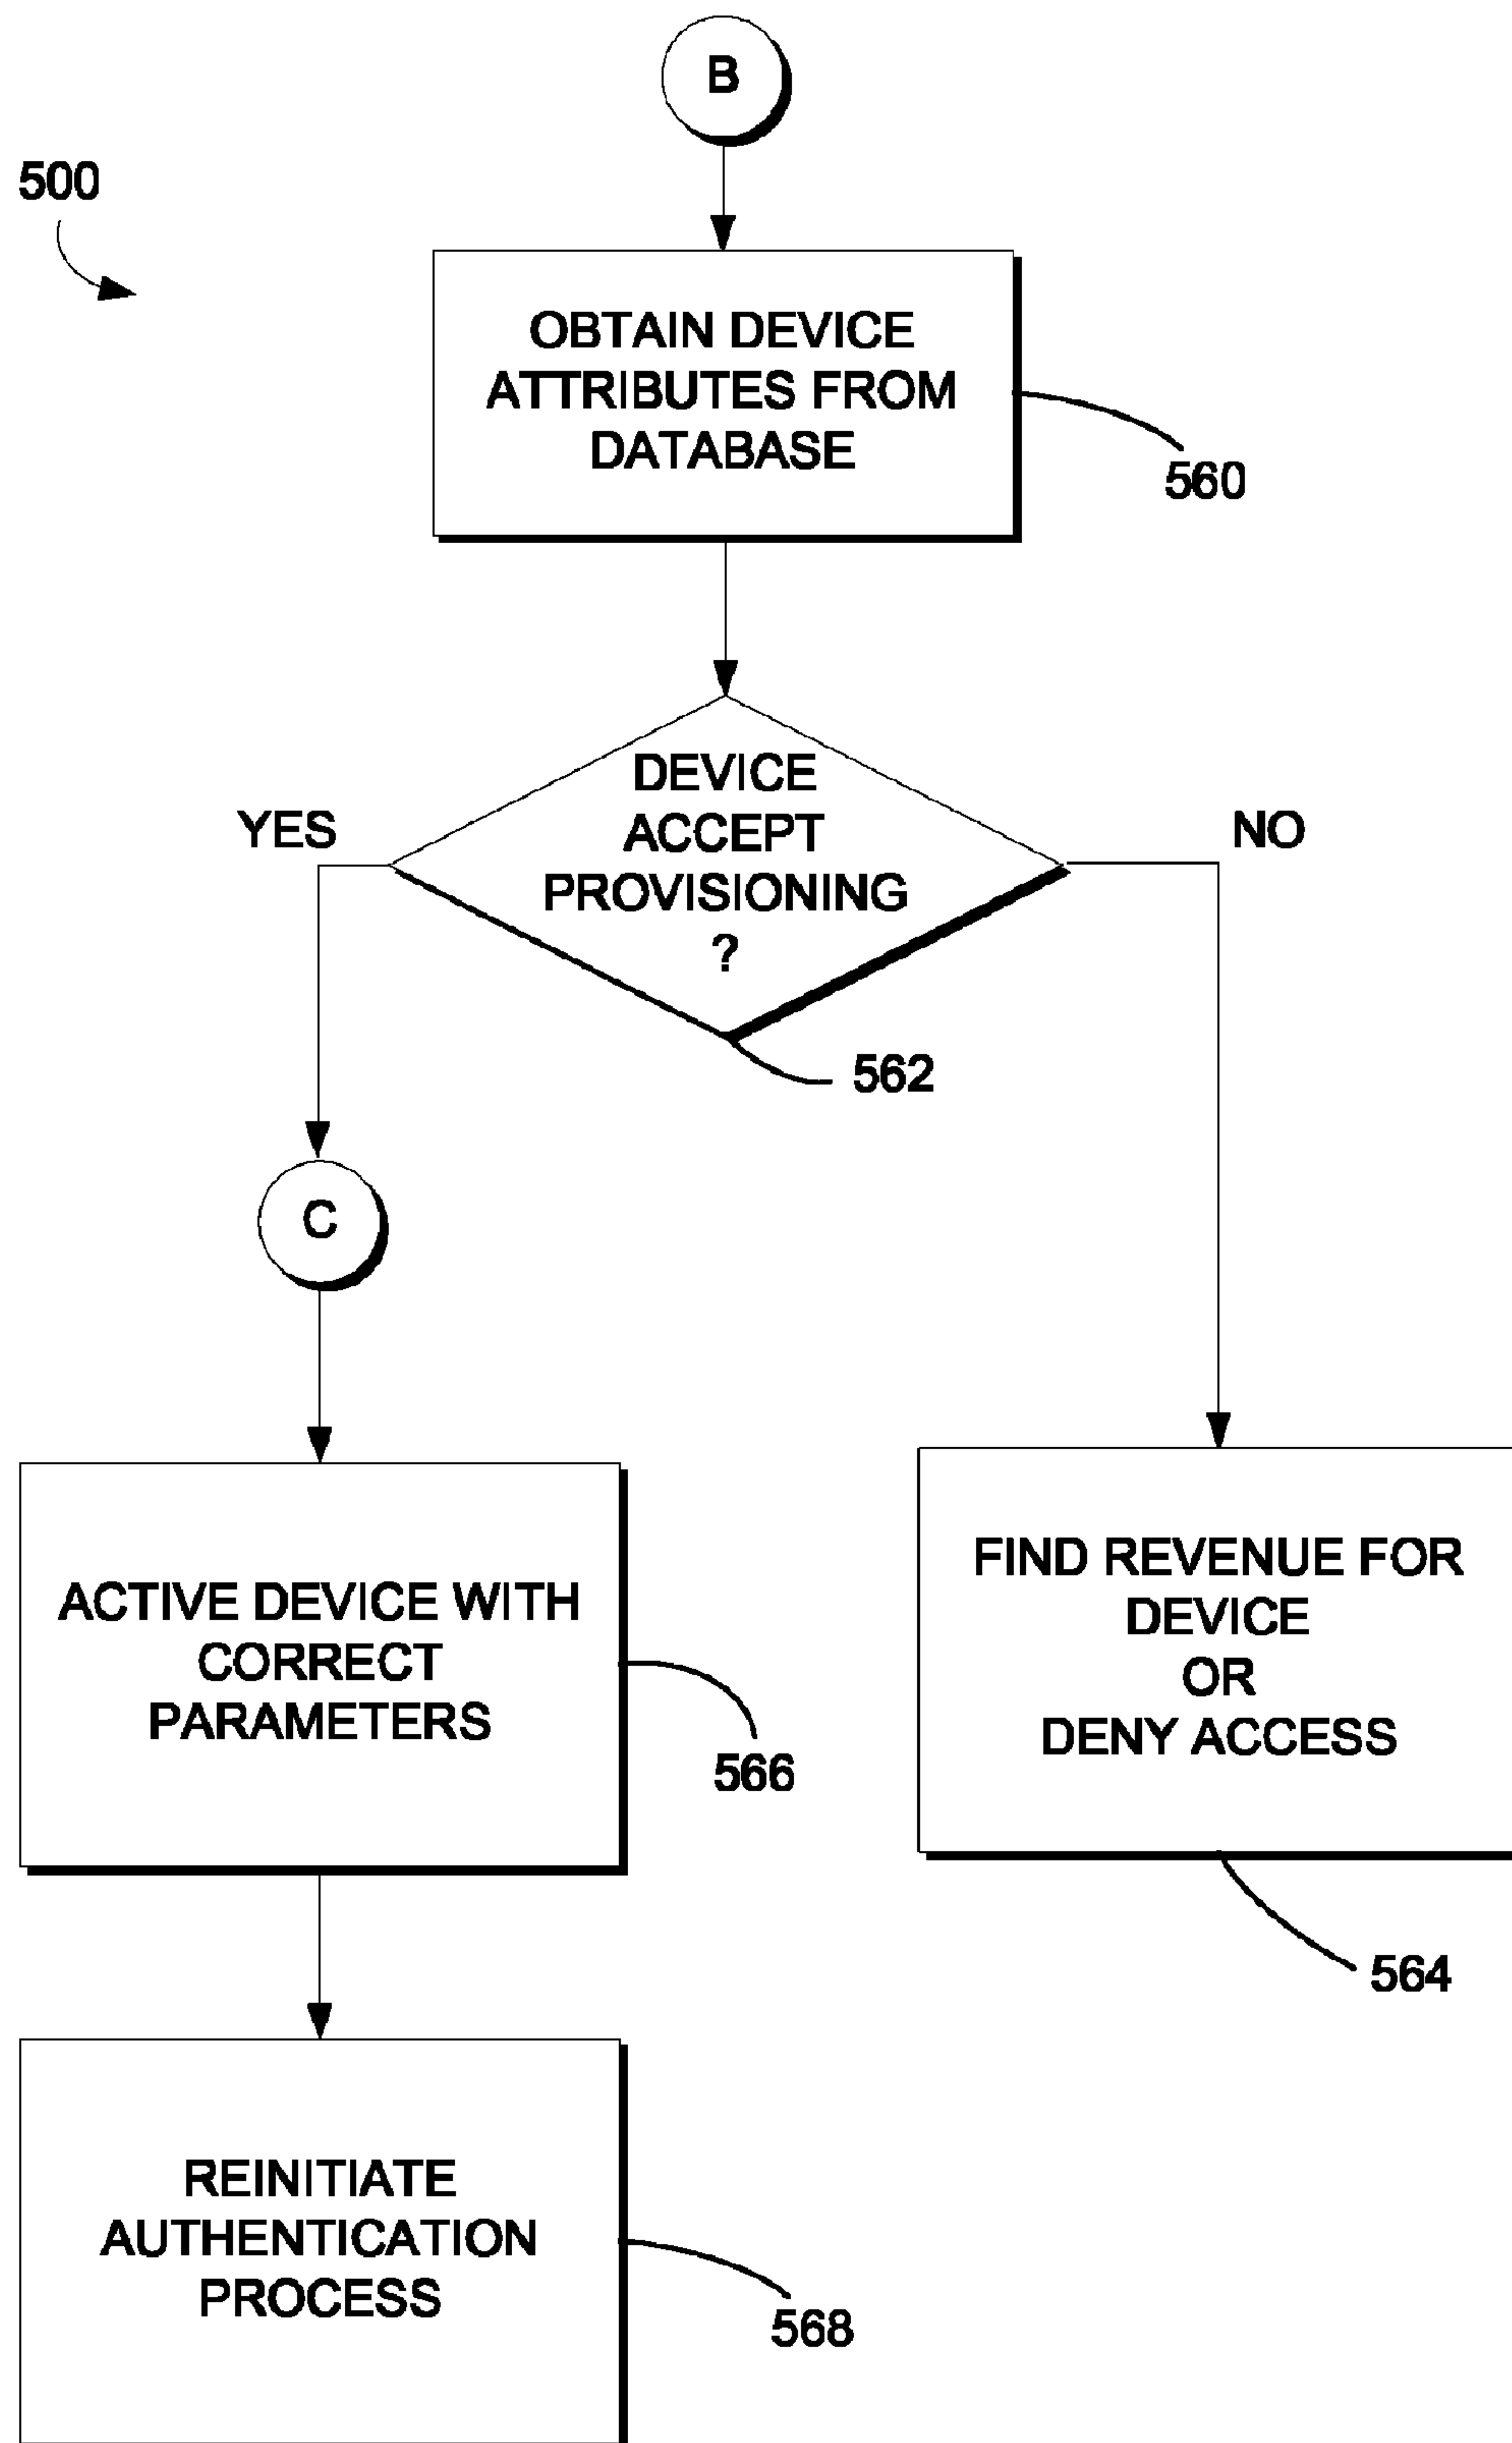 B
500
OBTAIN DEVICE
ATTRIBUTES FROM
DATABASE
560
DEVICE
ACCEPT
PROVISIONING
?
YES
NO
562
C
ACTIVE DEVICE WITH
CORRECT
PARAMETERS
566
FIND REVENUE FOR
DEVICE
OR
DENY ACCESS
564
REINITIATE
AUTHENTICATION
PROCESS
568